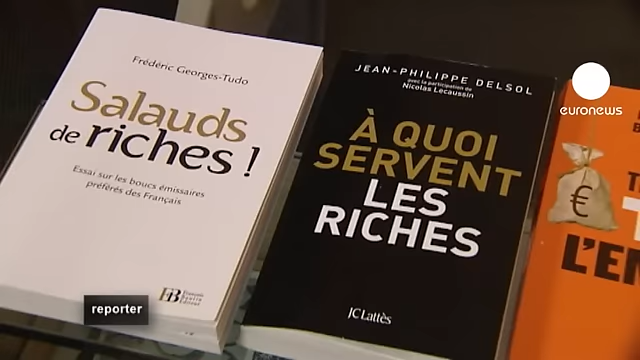 Frédéric Georges-Tudo
Salauds
de riches !
Essai sur les boucs émissaires
préférés des Français
JEAN-PHILIPPE DELSOL
avec la participation de
Nicolas Lecaussin
À QUOI
SERVENT
LES
RICHES
JC Lattès
€
L'EN
euronews
reporter